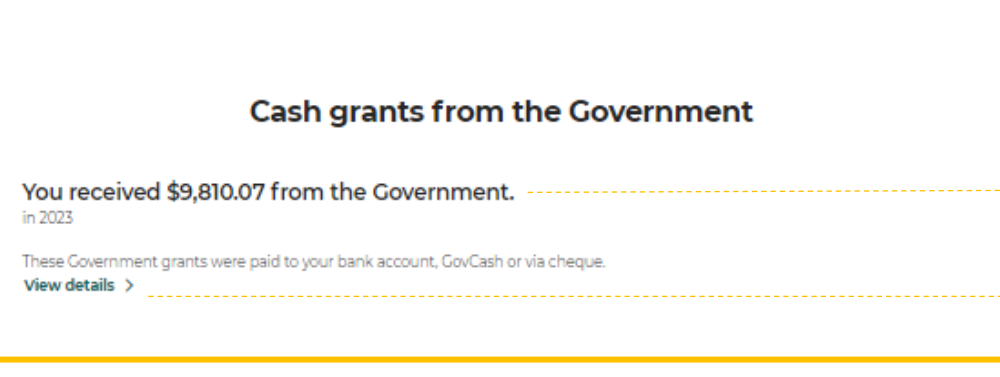 Cash grants from the Government
You received $9,810.07 from the Government.
in 2023
These Government grants were paid to your bank account, GovCash or via cheque.
View details >